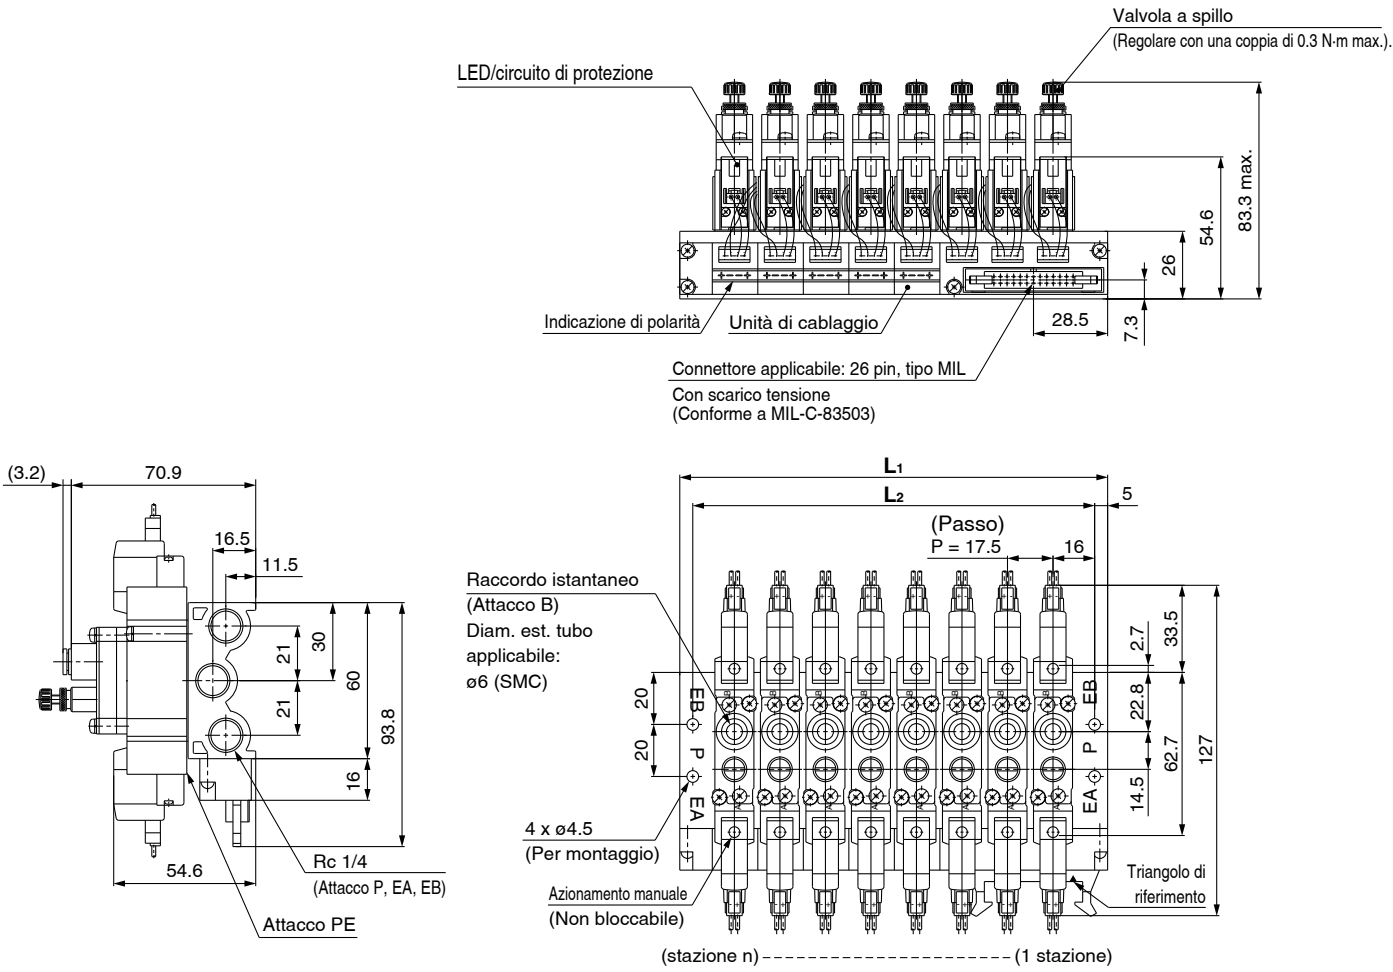 Valvola a spillo
(Regolare con una coppia di 0.3 N·m max.).
LED/circuito di protezione
83.3 max.
54.6
26
7.3
28.5
Indicazione di polarità
Unità di cablaggio
Connettore applicabile: 26 pin, tipo MIL
Con scarico tensione
(Conforme a MIL-C-83503)
(3.2)
70.9
16.5
11.5
21
21
30
60
93.8
16
54.6
Rc 1/4
(Attacco P, EA, EB)
Attacco PE
L1
L2
5
(Passo)
P = 17.5
16
Raccordo istantaneo
(Attacco B)
Diam. est. tubo
applicabile:
ø6 (SMC)
20
20
EB
P
EA
EB
P
EA
2.7
33.5
22.8
14.5
62.7
127
4 x ø4.5
(Per montaggio)
Azionamento manuale
(Non bloccabile)
Triangolo di
riferimento
(stazione n)
(1 stazione)